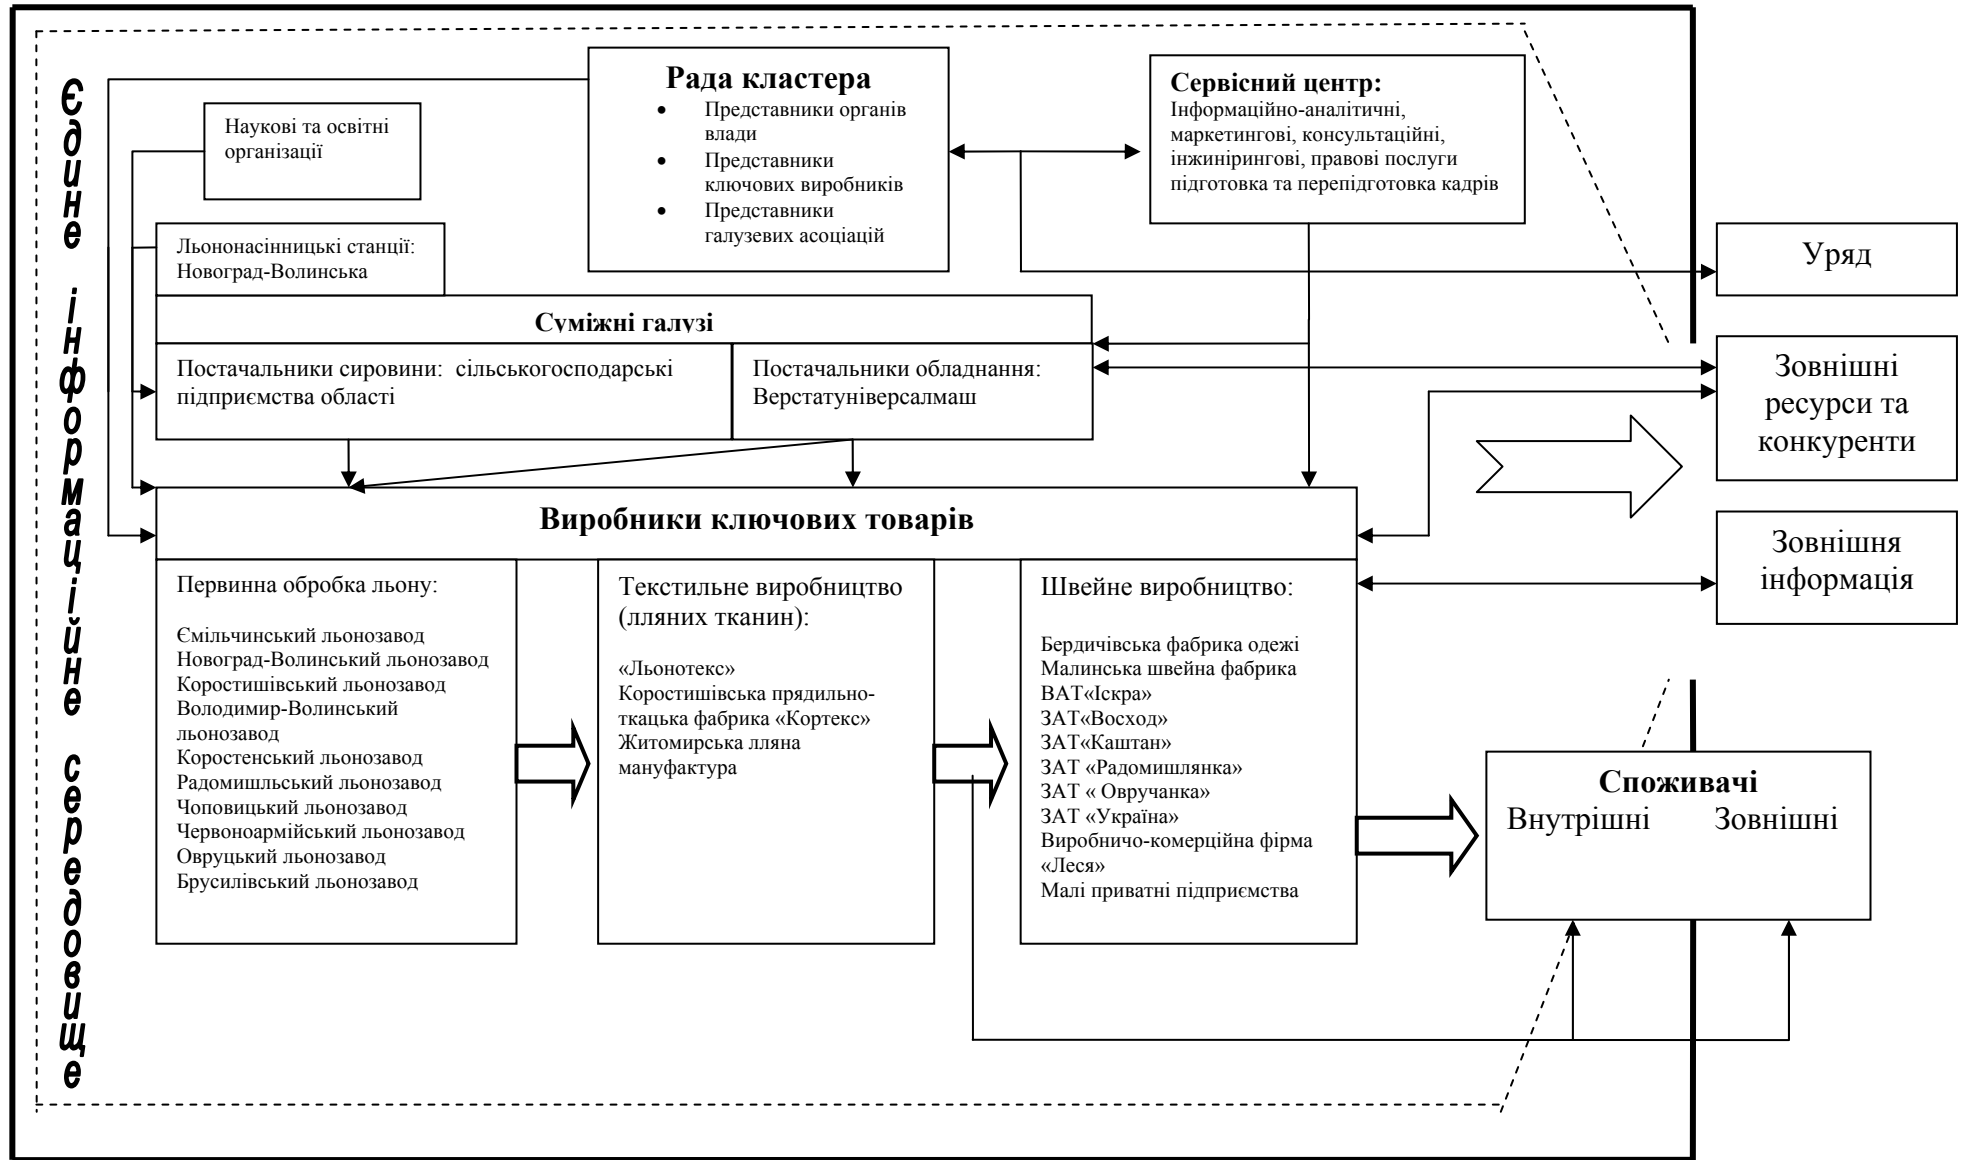 Єдине інформаційне середовище
Рада кластера
• Представники органів
влади
• Представники
ключових виробників
• Представники
галузевих асоціацій
Сервісний центр:
Інформаційно-аналітичні,
маркетингові, консультаційні,
інжинірингові, правові послуги
підготовка та перепідготовка кадрів
Наукові та освітні
організації
Льононасінницькі станції:
Новоград-Волинська
Уряд
Суміжні галузі
Постачальники сировини: сільськогосподарські
підприємства області
Постачальники обладнання:
Верстатуніверсалмаш
Зовнішні
ресурси та
конкуренти
Виробники ключових товарів
Зовнішня
інформація
Первинна обробка льону:
Ємільчинський льонозавод
Новоград-Волинський льонозавод
Коростишівський льонозавод
Володимир-Волинський
льонозавод
Коростенський льонозавод
Радомишльський льонозавод
Чоповицький льонозавод
Червоноармійський льонозавод
Овруцький льонозавод
Брусилівський льонозавод
Текстильне виробництво
(лляних тканин):
«Льонотекс»
Коростишівська прядильно-
ткацька фабрика «Кортекс»
Житомирська лляна
мануфактура
Швейне виробництво:
Бердичівська фабрика одежі
Малинська швейна фабрика
ВАТ«Іскра»
ЗАТ«Восход»
ЗАТ«Каштан»
ЗАТ «Радомишлянка»
ЗАТ « Овручанка»
ЗАТ «Україна»
Виробничо-комерційна фірма
«Леся»
Малі приватні підприємства
Споживачі
Внутрішні Зовнішні